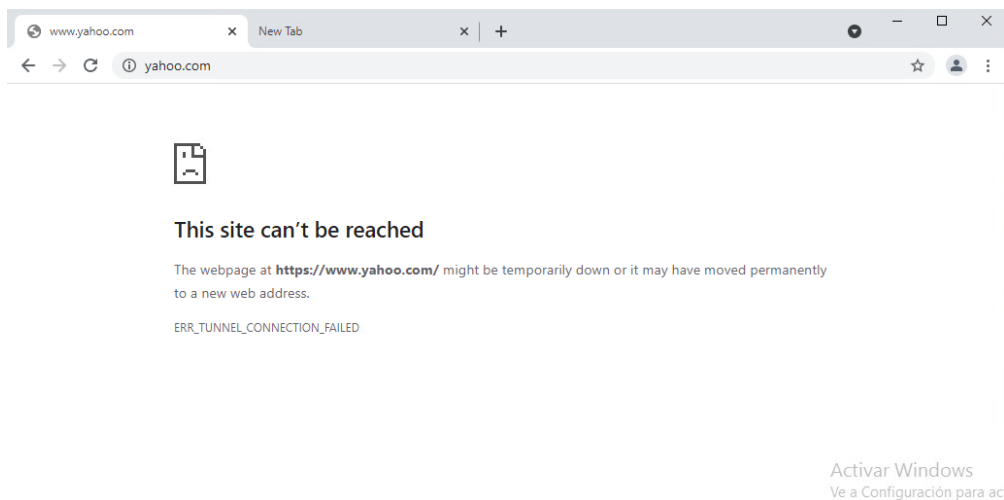 www.yahoo.com
New Tab
yahoo.com
This site can’t be reached
The webpage at https://www.yahoo.com/ might be temporarily down or it may have moved permanently
to a new web address.
ERR_TUNNEL_CONNECTION_FAILED
Activar Windows
Ve a Configuración para ac